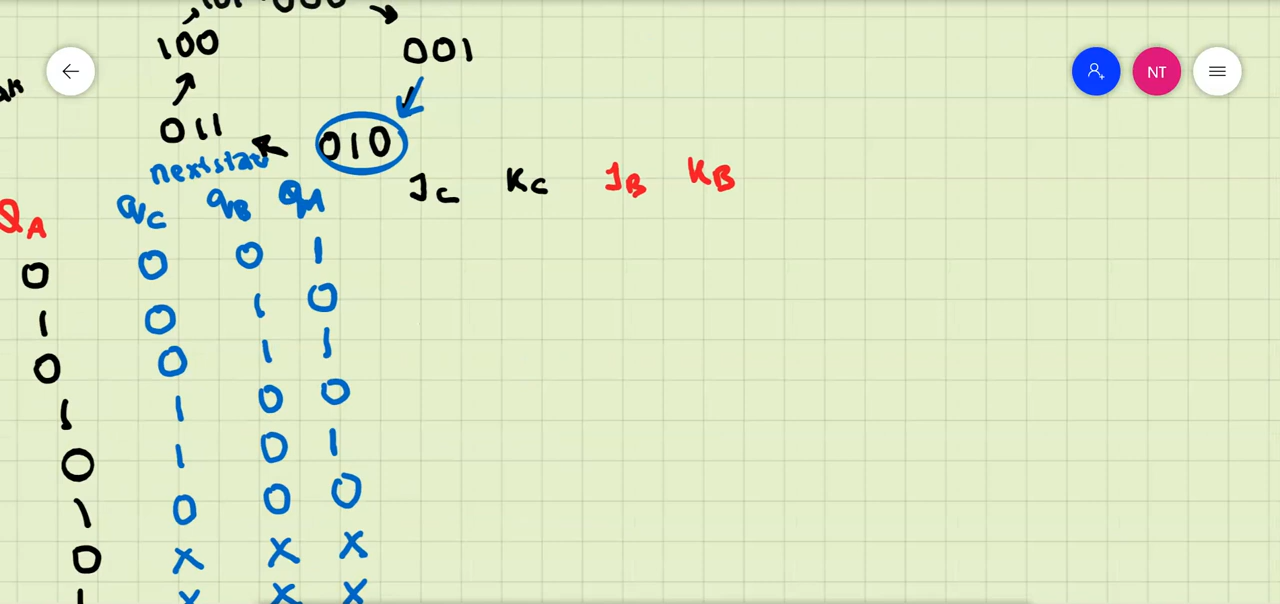 100
001
011
010
NT
next state
QA
qC qB QA JC KC JB KB
0 0 0 1
1 0 1 0
0 0 1 1
1 1 0 0
0 1 0 1
1 0 0 0
0 x x x
1 x x x